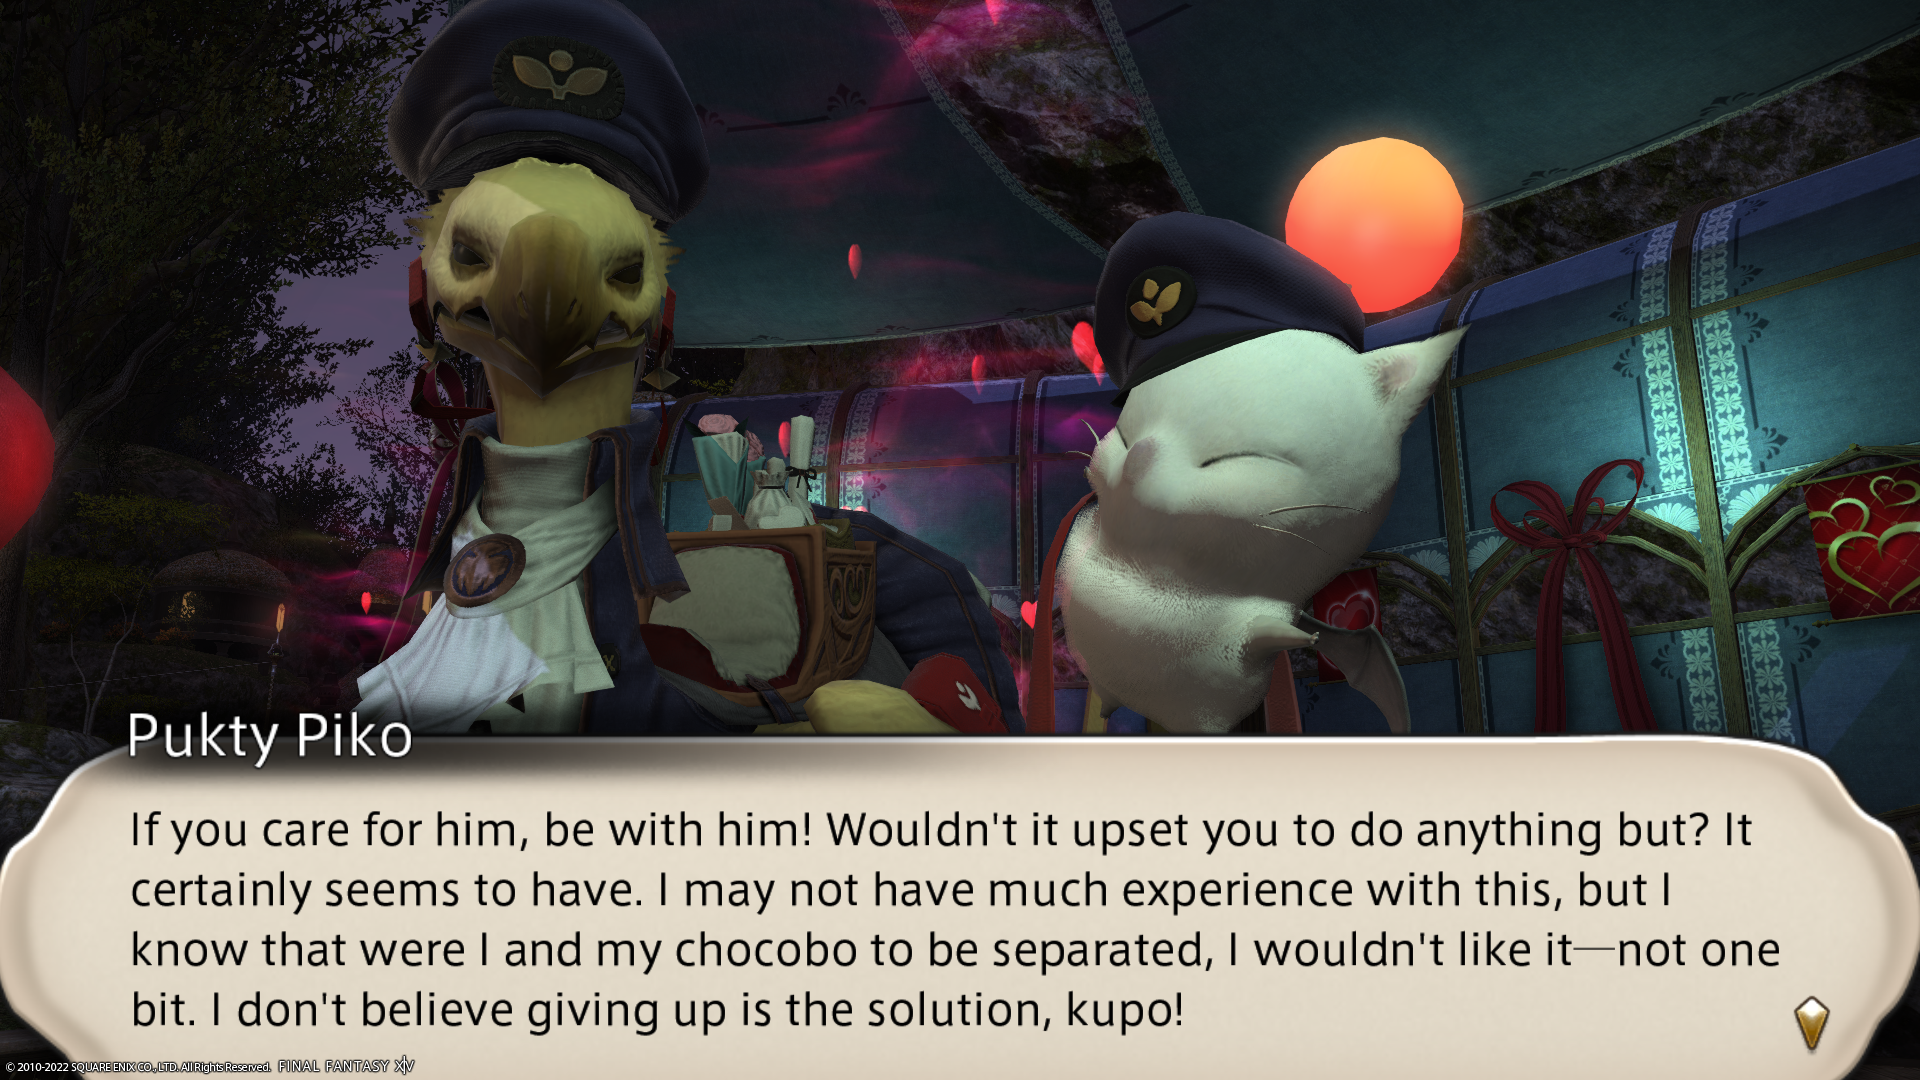 Pukty Piko
If you care for him, be with him! Wouldn't it upset you to do anything but? It
certainly seems to have. I may not have much experience with this, but I
know that were I and my chocobo to be separated, I wouldn't like it—not one
bit. I don't believe giving up is the solution, kupo!
© 2010-2022 SQUARE ENIX CO., LTD. All Rights Reserved. FINAL FANTASY XIV